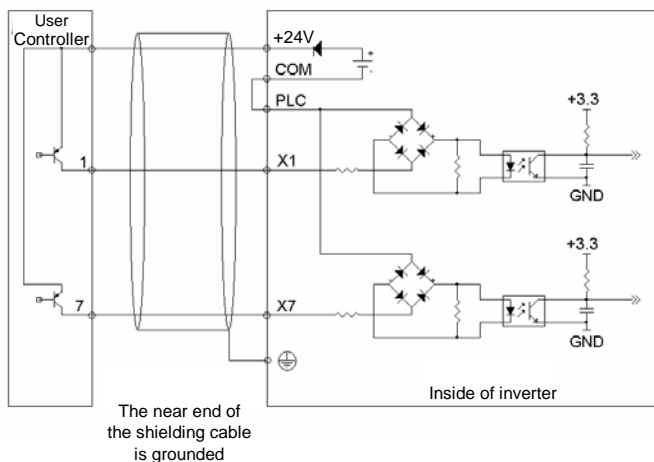 User
Controller
+24V
+
-
COM
PLC
+3.3
1
X1
+
GND
+3.3
7
X7
+
GND
Inside of inverter
The near end of
the shielding cable
is grounded